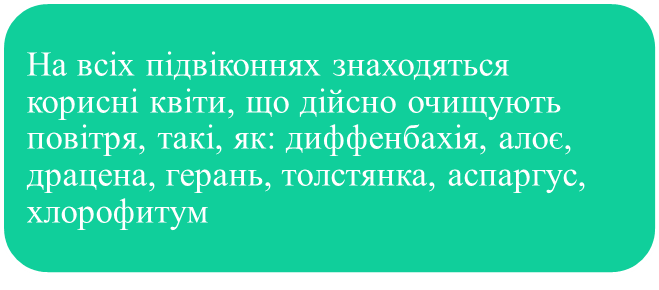 На всіх підвіконнях знаходяться
корисні квіти, що дійсно очищують
повітря, такі, як: диффенбахія, алоє,
драцена, герань, толстянка, аспаргус,
хлорофитум